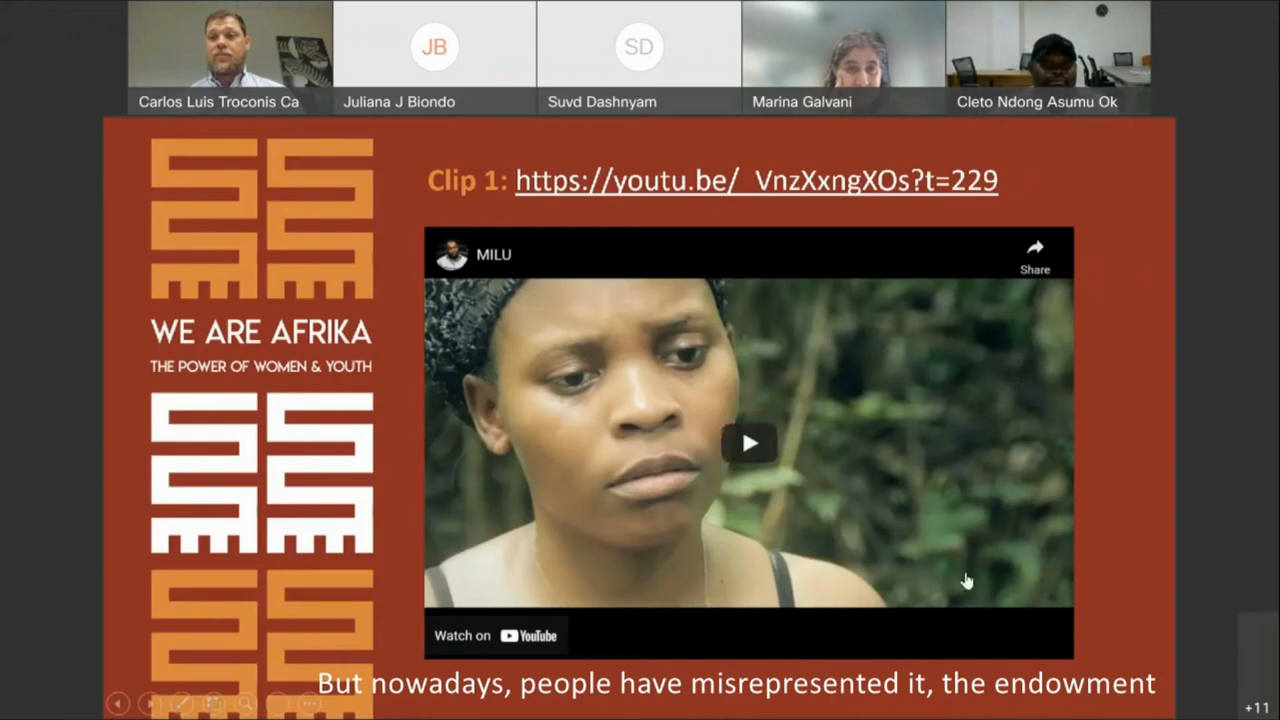 JB
SD
Carlos Luis Troconis Ca
Juliana J Biondo
Suvd Dashnyam
Marina Galvani
Cleto Ndong Asumu Ok
Clip 1: https://youtu.be/_VnzXxngXOs?t=229
MILU
Share
WE ARE AFRIKA
THE POWER OF WOMEN & YOUTH
Watch on YouTube
But nowadays, people have misrepresented it, the endowment
+11